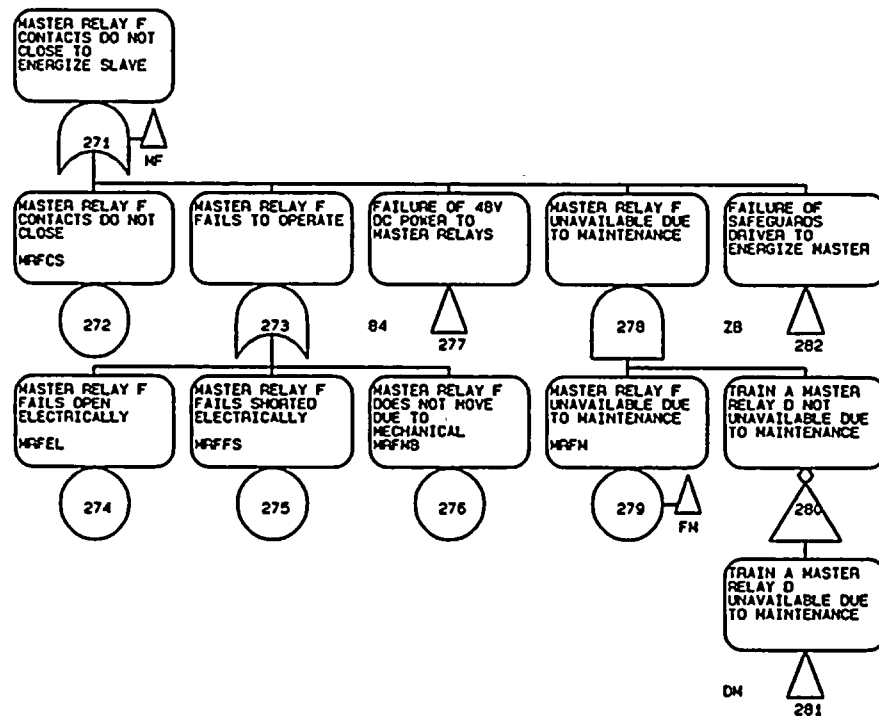 MASTER RELAY F
CONTACTS DO NOT
CLOSE TO
ENERGIZE SLAVE
271
MF
MASTER RELAY F
CONTACTS DO NOT
CLOSE
MRFCS
272
MASTER RELAY F
FAILS TO OPERATE
273
FAILURE OF 48V
DC POWER TO
MASTER RELAYS
84
277
MASTER RELAY F
UNAVAILABLE DUE
TO MAINTENANCE
278
FAILURE OF
SAFEGUARDS
DRIVER TO
ENERGIZE MASTER
ZB
282
MASTER RELAY F
FAILS OPEN
ELECTRICALLY
MRFEL
274
MASTER RELAY F
FAILS SHORTED
ELECTRICALLY
MRFFS
275
MASTER RELAY F
DOES NOT MOVE
DUE TO
MECHANICAL
MRFMB
276
MASTER RELAY F
UNAVAILABLE DUE
TO MAINTENANCE
MRFM
279
FM
TRAIN A MASTER
RELAY D NOT
UNAVAILABLE DUE
TO MAINTENANCE
280
TRAIN A MASTER
RELAY D
UNAVAILABLE DUE
TO MAINTENANCE
DM
281